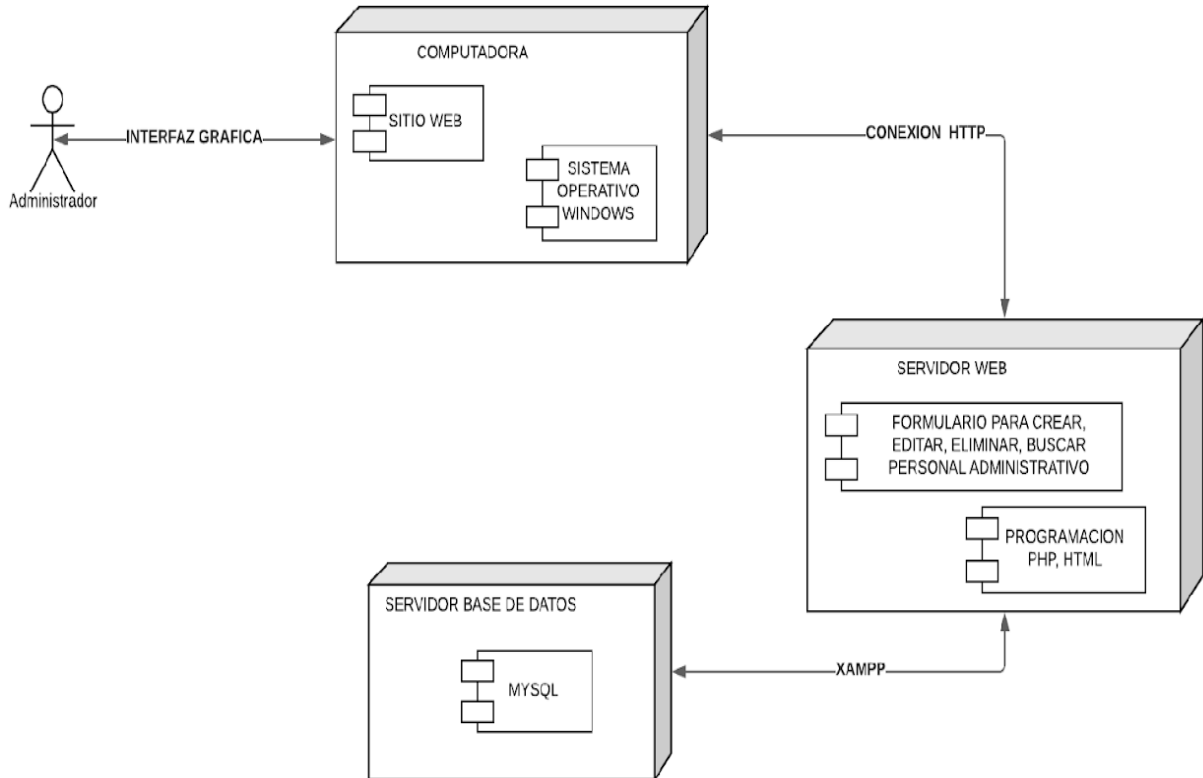 COMPUTADORA
SITIO WEB
SISTEMA
OPERATIVO
WINDOWS
INTERFAZ GRAFICA
Administrador
CONEXION HTTP
SERVIDOR WEB
FORMULARIO PARA CREAR,
EDITAR, ELIMINAR, BUSCAR
PERSONAL ADMINISTRATIVO
PROGRAMACION
PHP, HTML
SERVIDOR BASE DE DATOS
MYSQL
XAMPP